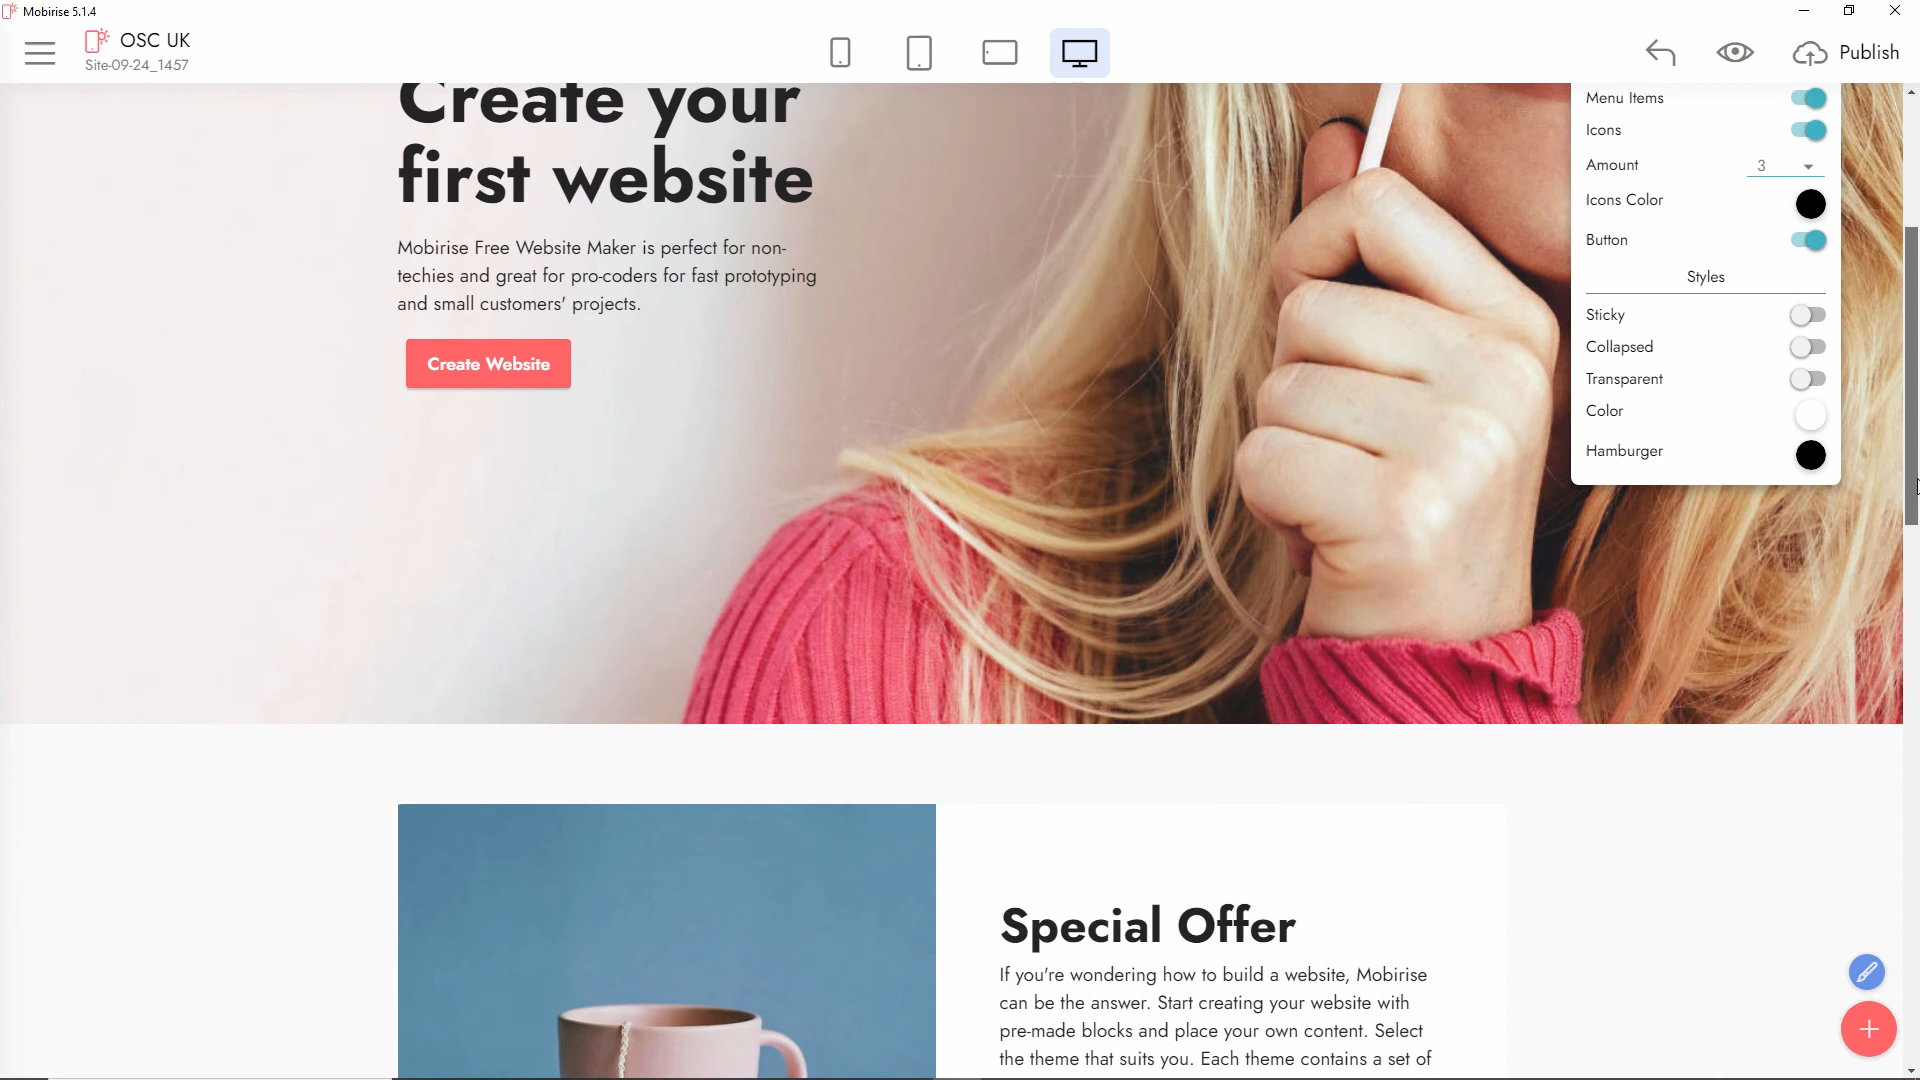 Mobirise 5.1.4
OSC UK
Site-09-24_1457
Publish
Create your
first website
Mobirise Free Website Maker is perfect for non-
techies and great for pro-coders for fast prototyping
and small customers' projects.
Create Website
Menu Items
Icons
Amount 3
Icons Color
Button
Styles
Sticky
Collapsed
Transparent
Color
Hamburger
Special Offer
If you're wondering how to build a website, Mobirise
can be the answer. Start creating your website with
pre-made blocks and place your own content. Select
the theme that suits you. Each theme contains a set of